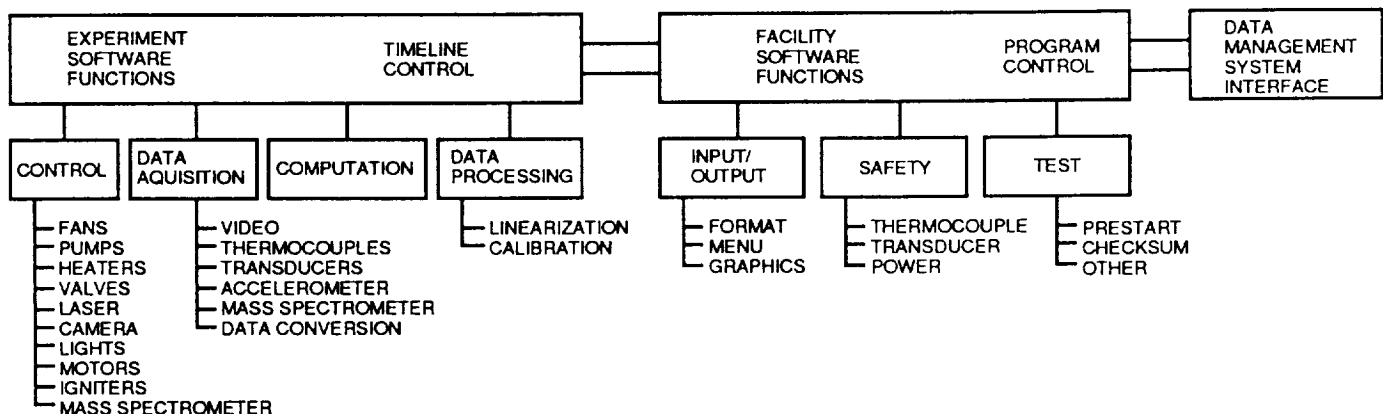 EXPERIMENT
SOFTWARE
FUNCTIONS
TIMELINE
CONTROL
FACILITY
SOFTWARE
FUNCTIONS
PROGRAM
CONTROL
DATA
MANAGEMENT
SYSTEM
INTERFACE
CONTROL
FANS
PUMPS
HEATERS
VALVES
LASER
CAMERA
LIGHTS
MOTORS
IGNITERS
MASS SPECTROMETER
DATA
AQUISITION
VIDEO
THERMOCOUPLES
TRANSDUCERS
ACCELEROMETER
MASS SPECTROMETER
DATA CONVERSION
COMPUTATION
DATA
PROCESSING
LINEARIZATION
CALIBRATION
INPUT/
OUTPUT
FORMAT
MENU
GRAPHICS
SAFETY
THERMOCOUPLE
TRANSDUCER
POWER
TEST
PRESTART
CHECKSUM
OTHER